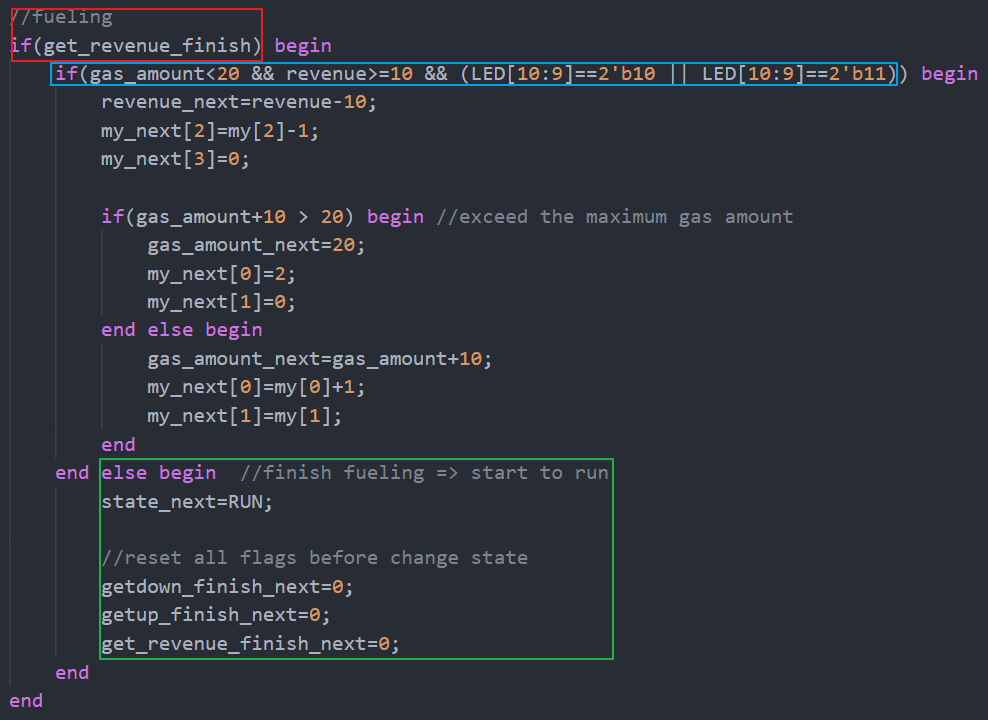 //fueling
if(get_revenue_finish) begin
if(gas_amount<20 && revenue>=10 && (LED[10:9]==2'b10 || LED[10:9]==2'b11)) begin
revenue_next=revenue-10;
my_next[2]=my[2]-1;
my_next[3]=0;
if(gas_amount+10 > 20) begin //exceed the maximum gas amount
gas_amount_next=20;
my_next[0]=2;
my_next[1]=0;
end else begin
gas_amount_next=gas_amount+10;
my_next[0]=my[0]+1;
my_next[1]=my[1];
end
end else begin  //finish fueling => start to run
state_next=RUN;
//reset all flags before change state
getdown_finish_next=0;
getup_finish_next=0;
get_revenue_finish_next=0;
end
end